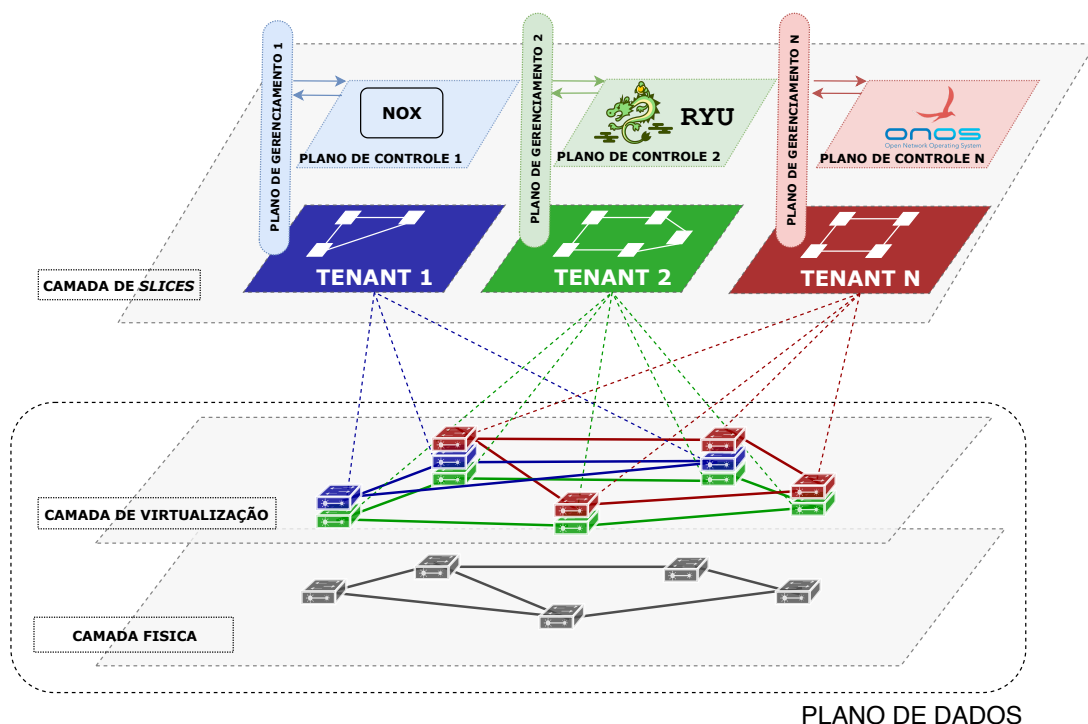 PLANO DE GERENCIAMENTO 1
NOX
PLANO DE CONTROLE 1
PLANO DE GERENCIAMENTO 2
RYU
PLANO DE CONTROLE 2
PLANO DE GERENCIAMENTO N
onos
Open Network Operating System
PLANO DE CONTROLE N
TENANT 1
TENANT 2
TENANT N
CAMADA DE SLICES
CAMADA DE VIRTUALIZAÇÃO
CAMADA FISICA
PLANO DE DADOS